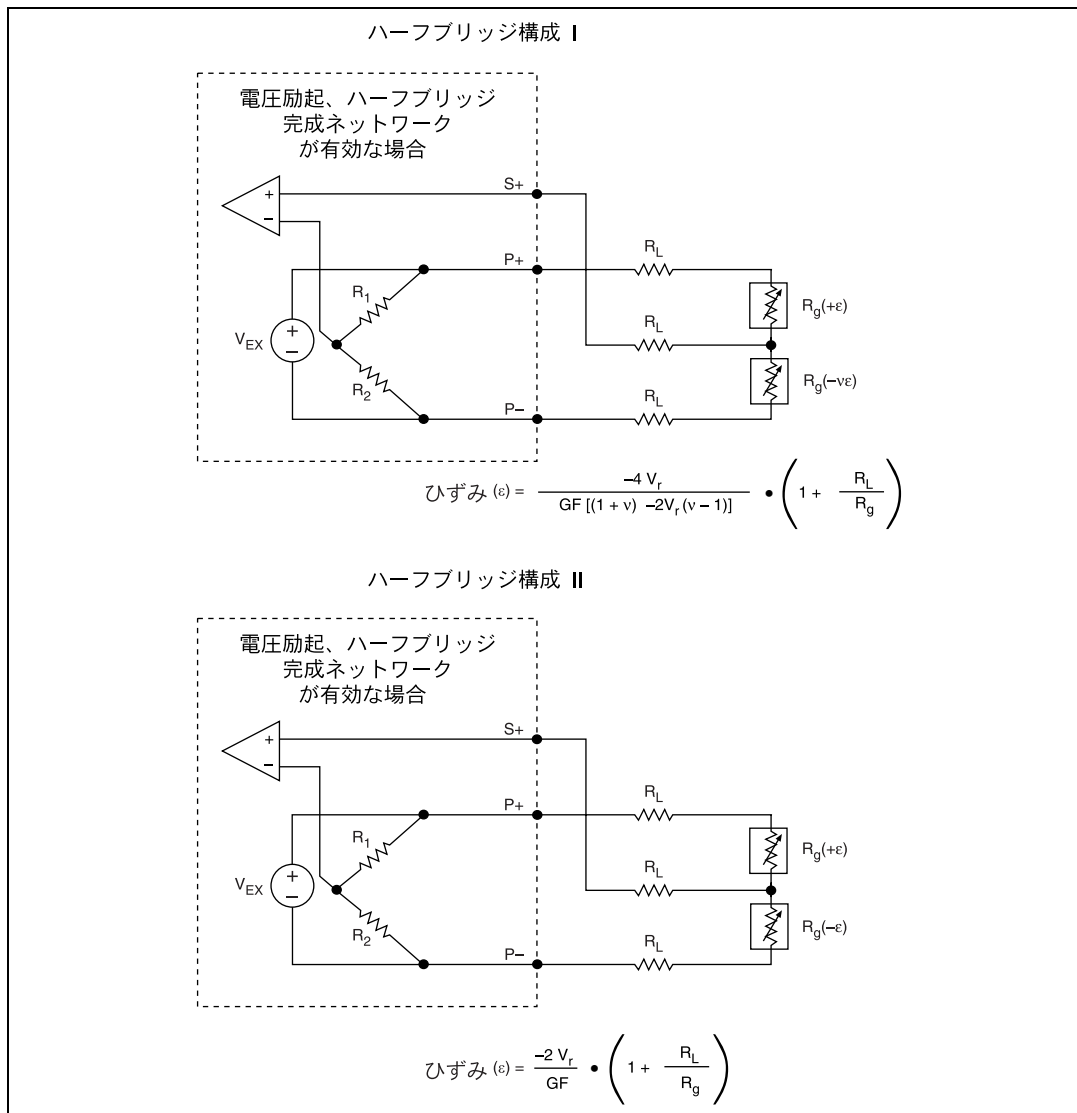 ハーフブリッジ構成 I
電圧励起、ハーフブリッジ
完成ネットワーク
が有効な場合
S+
+
−
P+
RL
R1
Rg(+ε)
VEX
+
−
RL
R2
Rg(−νε)
P−
RL
ひずみ (ε) = −4 Vr / GF [(1 + ν) −2Vr (ν − 1)] • (1 + RL / Rg)
ハーフブリッジ構成 II
電圧励起、ハーフブリッジ
完成ネットワーク
が有効な場合
S+
+
−
P+
RL
R1
Rg(+ε)
VEX
+
−
RL
R2
Rg(−ε)
P−
RL
ひずみ (ε) = −2 Vr / GF • (1 + RL / Rg)